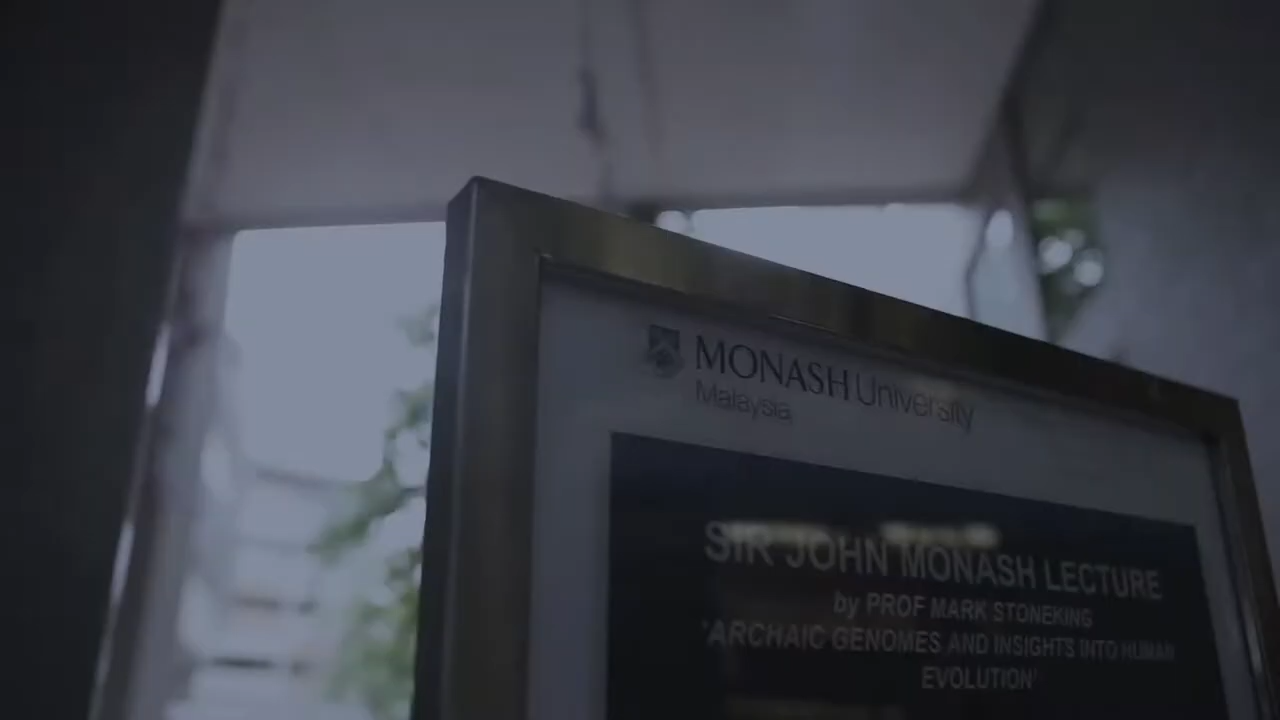 MONASH University
Malaysia
SIR JOHN MONASH LECTURE
by PROF MARK STONEKING
'ARCHAIC GENOMES AND INSIGHTS INTO HUMAN
EVOLUTION'